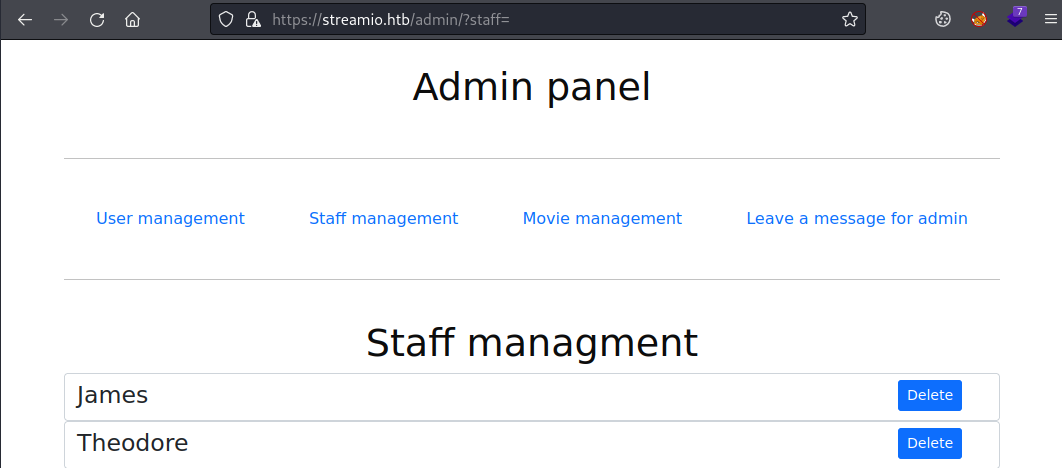 7
https://streamio.htb/admin/?staff=
Admin panel
User management Staff management Movie management Leave a message for admin
Staff managment
James Delete
Theodore Delete